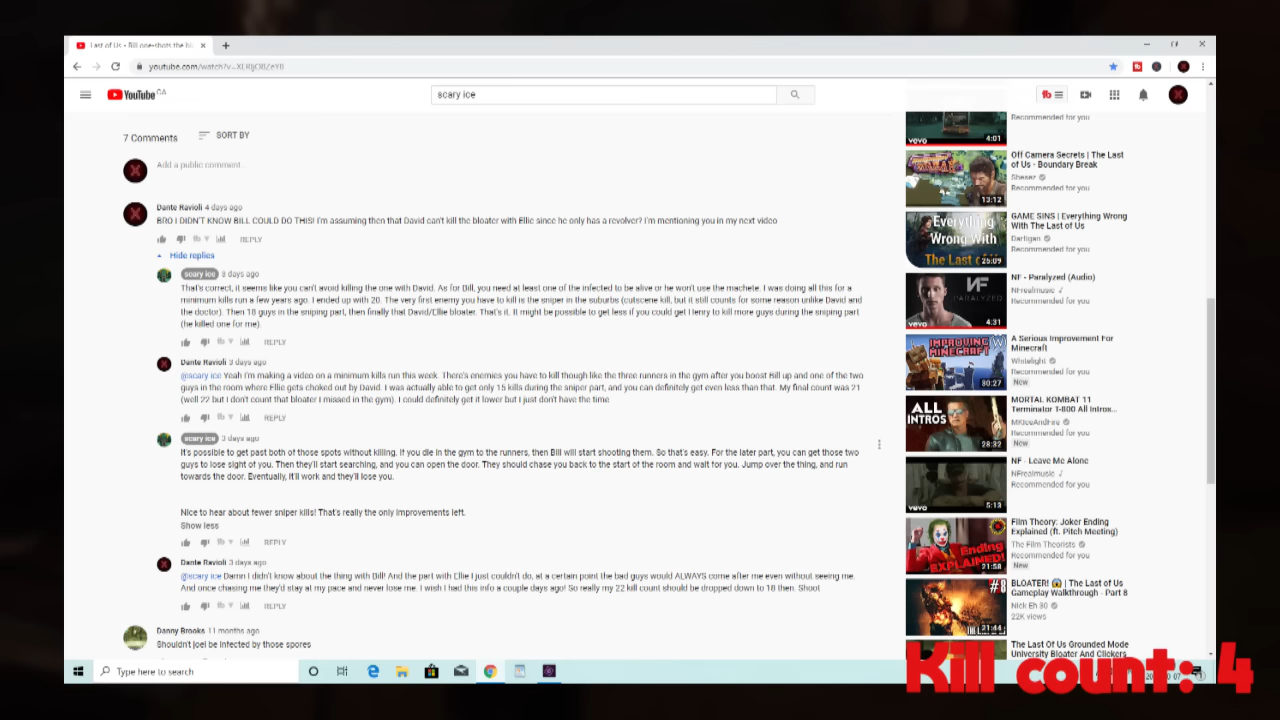 Last of Us - Bill one-shots the bl
youtube.com/watch?v=
YouTube CA
scary ice
7 Comments
SORT BY
Add a public comment...
Dante Ravioli 4 days ago
BRO I DIDN'T KNOW BILL COULD DO THIS! I'm assuming then that David can't kill the bloater with Ellie since he only has a revolver? I'm mentioning you in my next video
REPLY
Hide replies
scary ice 3 days ago
That's correct, it seems like you can't avoid killing the one with David. As for Bill, you need at least one of the infected to be alive or he won't use the machete. I was doing all this for a
minimum kills run a few years ago. I ended up with 20. The very first enemy you have to kill is the sniper in the suburbs (cutscene kill, but it still counts for some reason unlike David and
the doctor). Then 18 guys in the sniping part, then finally that David/Ellie bloater. That's it. It might be possible to get less if you could get Henry to kill more guys during the sniping part
(he killed one for me).
REPLY
Dante Ravioli 3 days ago
@scary ice Yeah I'm making a video on a minimum kills run this week. There's enemies you have to kill though like the three runners in the gym after you boost Bill up and one of the two
guys in the room where Ellie gets choked out by David. I was actually able to get only 15 kills during the sniper part, and you can definitely get even less than that. My final count was 21
(well 22 but I don't count that bloater I missed in the gym). I could definitely get it lower but I just don't have the time
REPLY
scary ice 3 days ago
It's possible to get past both of those spots without killing. If you die in the gym to the runners, then Bill will start shooting them. So that's easy. For the later part, you can get those two
guys to lose sight of you. Then they'll start searching, and you can open the door. They should chase you back to the start of the room and wait for you. Jump over the thing, and run
towards the door. Eventually, it'll work and they'll lose you.
Nice to hear about fewer sniper kills! That's really the only improvements left.
Show less
REPLY
Dante Ravioli 3 days ago
@scary ice Damn I didn't know about the thing with Bill! And the part with Ellie I just couldn't do, at a certain point the bad guys would ALWAYS come after me even without seeing me.
And once chasing me they'd stay at my pace and never lose me. I wish I had this info a couple days ago! So really my 22 kill count should be dropped down to 18 then. Shoot
REPLY
Danny Brooks 11 months ago
Shouldn't joel be infected by those spores
Recommended for you
vevo
4:01
Off Camera Secrets | The Last
of Us - Boundary Break
Shesez
Recommended for you
13:12
GAME SINS | Everything Wrong
With The Last of Us
Dartigan
Recommended for you
Everything
Wrong With
The Last
25:09
NF - Paralyzed (Audio)
NFrealmusic
Recommended for you
NF
PARALYZED
vevo
4:31
A Serious Improvement For
Minecraft
Whitelight
Recommended for you
New
IMPROVING
MINECRAFT
80:27
MORTAL KOMBAT 11
Terminator T-800 All Intros...
MKIceAndFire
Recommended for you
New
ALL
INTROS
28:32
NF - Leave Me Alone
NFrealmusic
Recommended for you
vevo
5:13
Film Theory: Joker Ending
Explained (ft. Pitch Meeting)
The Film Theorists
Recommended for you
New
Ending
EXPLAINED!
21:58
BLOATER! 😱 | The Last of Us
Gameplay Walkthrough - Part 8
Nick Eh 30
22K views
#8
21:44
The Last Of Us Grounded Mode
University Bloater And Clickers
Type here to search
Kill count: 4